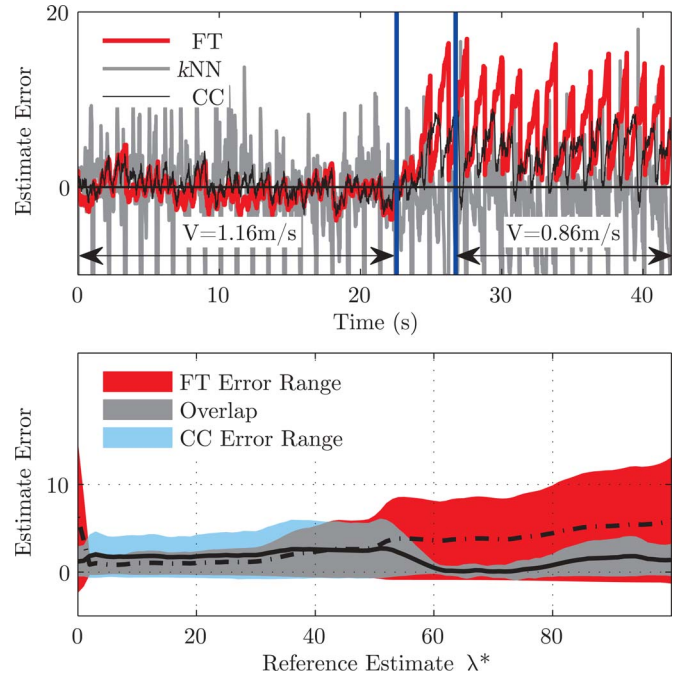 20
FT
kNN
CC
Estimate Error
0
V=1.16m/s
V=0.86m/s
0
10
20
30
40
Time (s)
FT Error Range
Overlap
CC Error Range
Estimate Error
10
0
0
20
40
60
80
Reference Estimate λ*